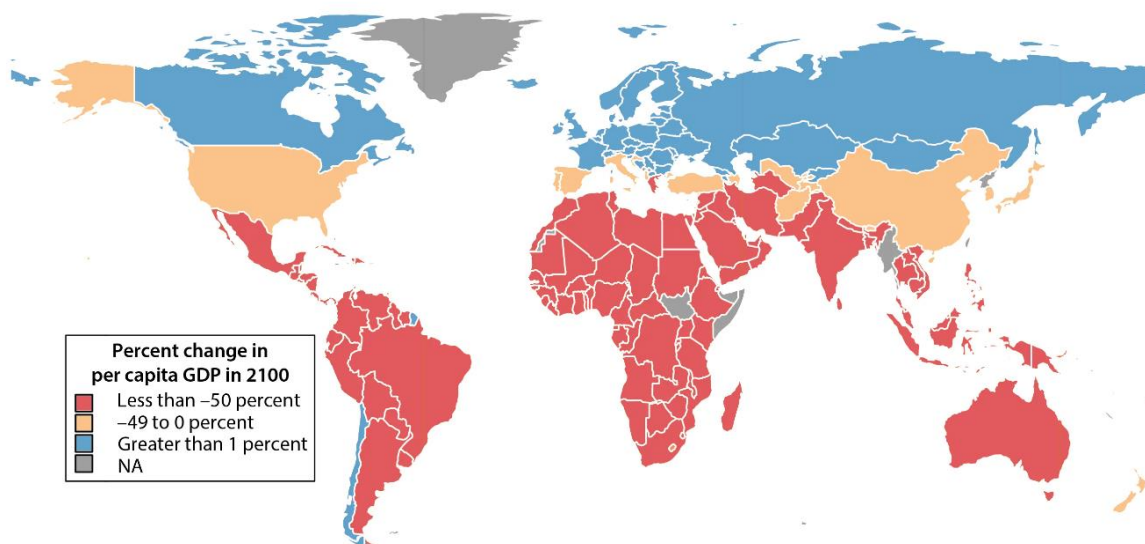 Percent change in
per capita GDP in 2100
Less than –50 percent
–49 to 0 percent
Greater than 1 percent
NA